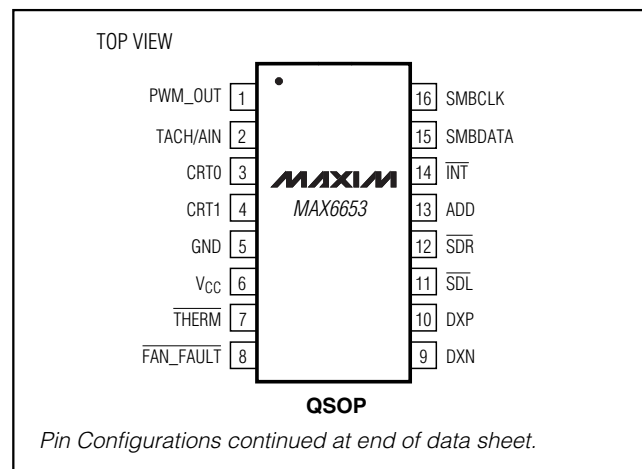 TOP VIEW
PWM_OUT 1
TACH/AIN 2
CRT0 3
CRT1 4
GND 5
VCC 6
THERM 7
FAN_FAULT 8
MAXIM
MAX6653
16 SMBCLK
15 SMBDATA
14 INT
13 ADD
12 SDR
11 SDL
10 DXP
9 DXN
QSOP
Pin Configurations continued at end of data sheet.